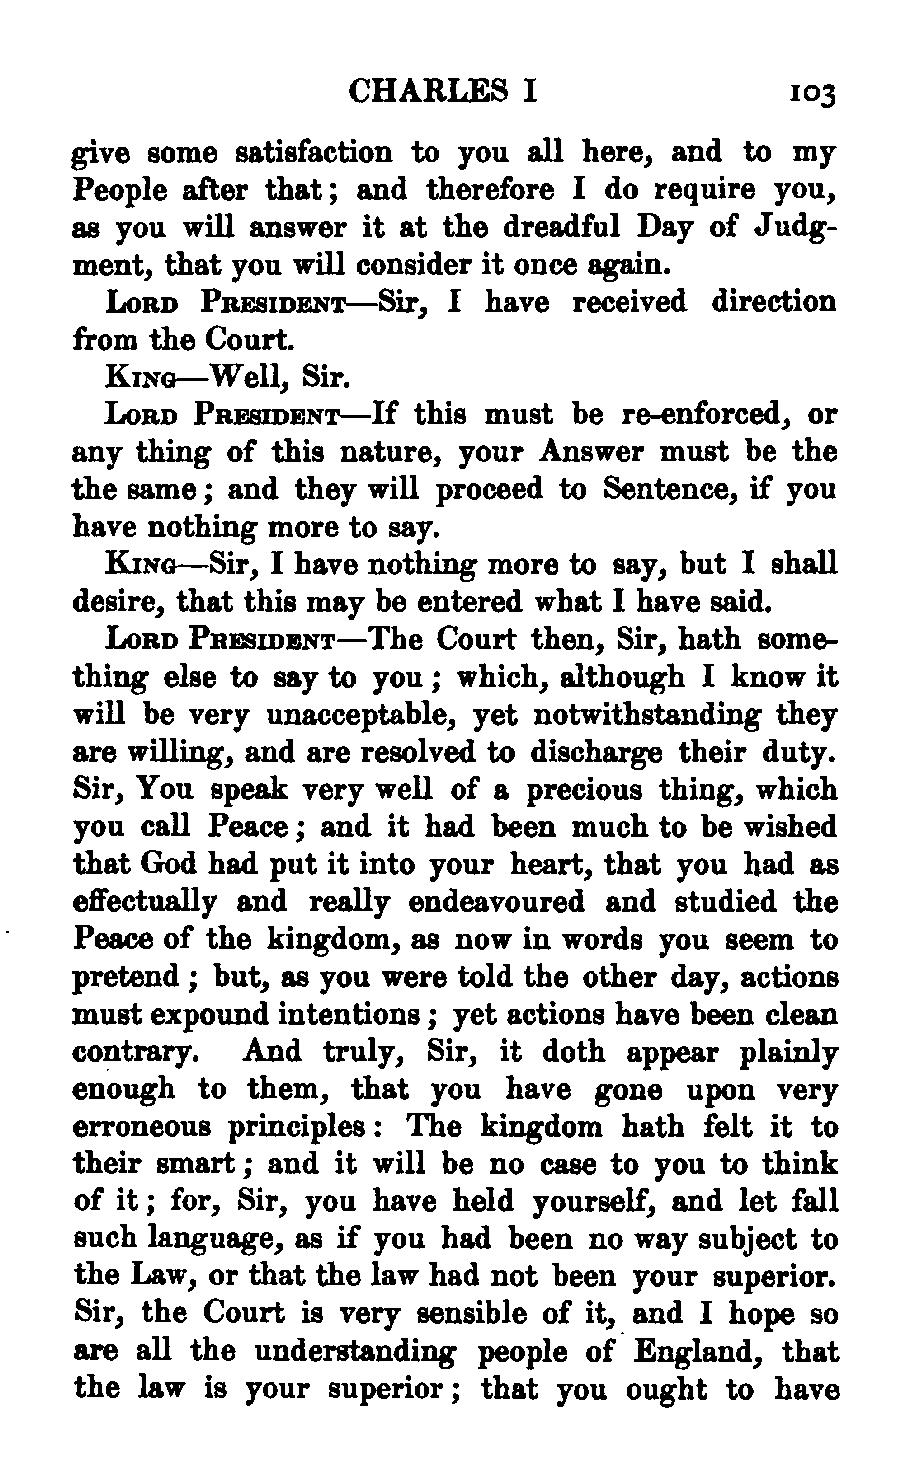 CHARLES I 103
give some satisfaction to you all here, and to my
People after that; and therefore I do require you,
as you will answer it at the dreadful Day of Judg-
ment, that you will consider it once again.
LORD PRESIDENT—Sir, I have received direction
from the Court.
KING—Well, Sir.
LORD PRESIDENT—If this must be re-enforced, or
any thing of this nature, your Answer must be the
the same; and they will proceed to Sentence, if you
have nothing more to say.
KING—Sir, I have nothing more to say, but I shall
desire, that this may be entered what I have said.
LORD PRESIDENT—The Court then, Sir, hath some-
thing else to say to you; which, although I know it
will be very unacceptable, yet notwithstanding they
are willing, and are resolved to discharge their duty.
Sir, You speak very well of a precious thing, which
you call Peace; and it had been much to be wished
that God had put it into your heart, that you had as
effectually and really endeavoured and studied the
Peace of the kingdom, as now in words you seem to
pretend; but, as you were told the other day, actions
must expound intentions; yet actions have been clean
contrary. And truly, Sir, it doth appear plainly
enough to them, that you have gone upon very
erroneous principles: The kingdom hath felt it to
their smart; and it will be no case to you to think
of it; for, Sir, you have held yourself, and let fall
such language, as if you had been no way subject to
the Law, or that the law had not been your superior.
Sir, the Court is very sensible of it, and I hope so
are all the understanding people of England, that
the law is your superior; that you ought to have